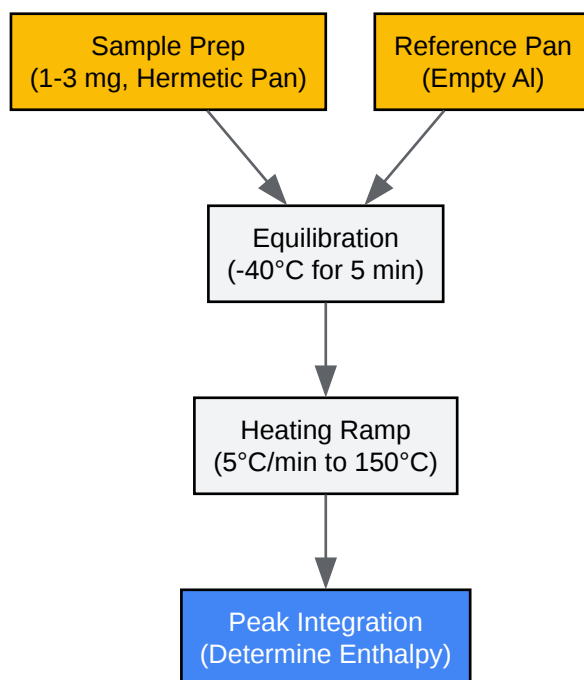 Sample Prep
(1-3 mg, Hermetic Pan)
Reference Pan
(Empty Al)
Equilibration
(-40°C for 5 min)
Heating Ramp
(5°C/min to 150°C)
Peak Integration
(Determine Enthalpy)